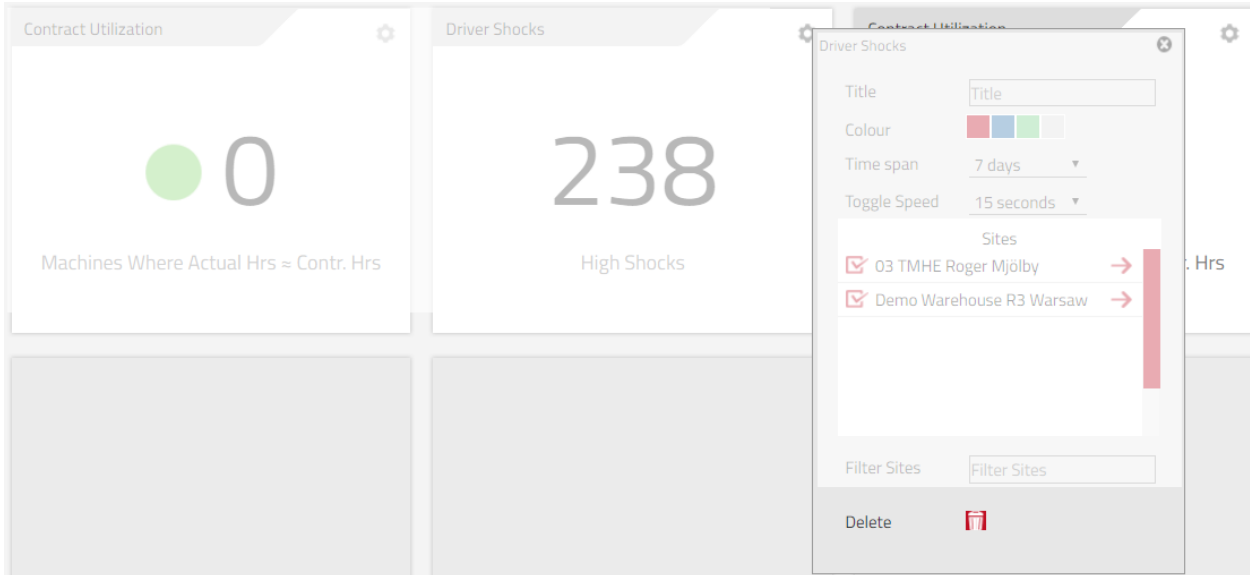 Contract Utilization
Driver Shocks
Contract Utilization
0
238
Machines Where Actual Hrs ≈ Contr. Hrs
High Shocks
. Hrs
Driver Shocks
Title
Title
Colour
Time span
7 days
Toggle Speed
15 seconds
Sites
03 TMHE Roger Mjölby
Demo Warehouse R3 Warsaw
Filter Sites
Filter Sites
Delete